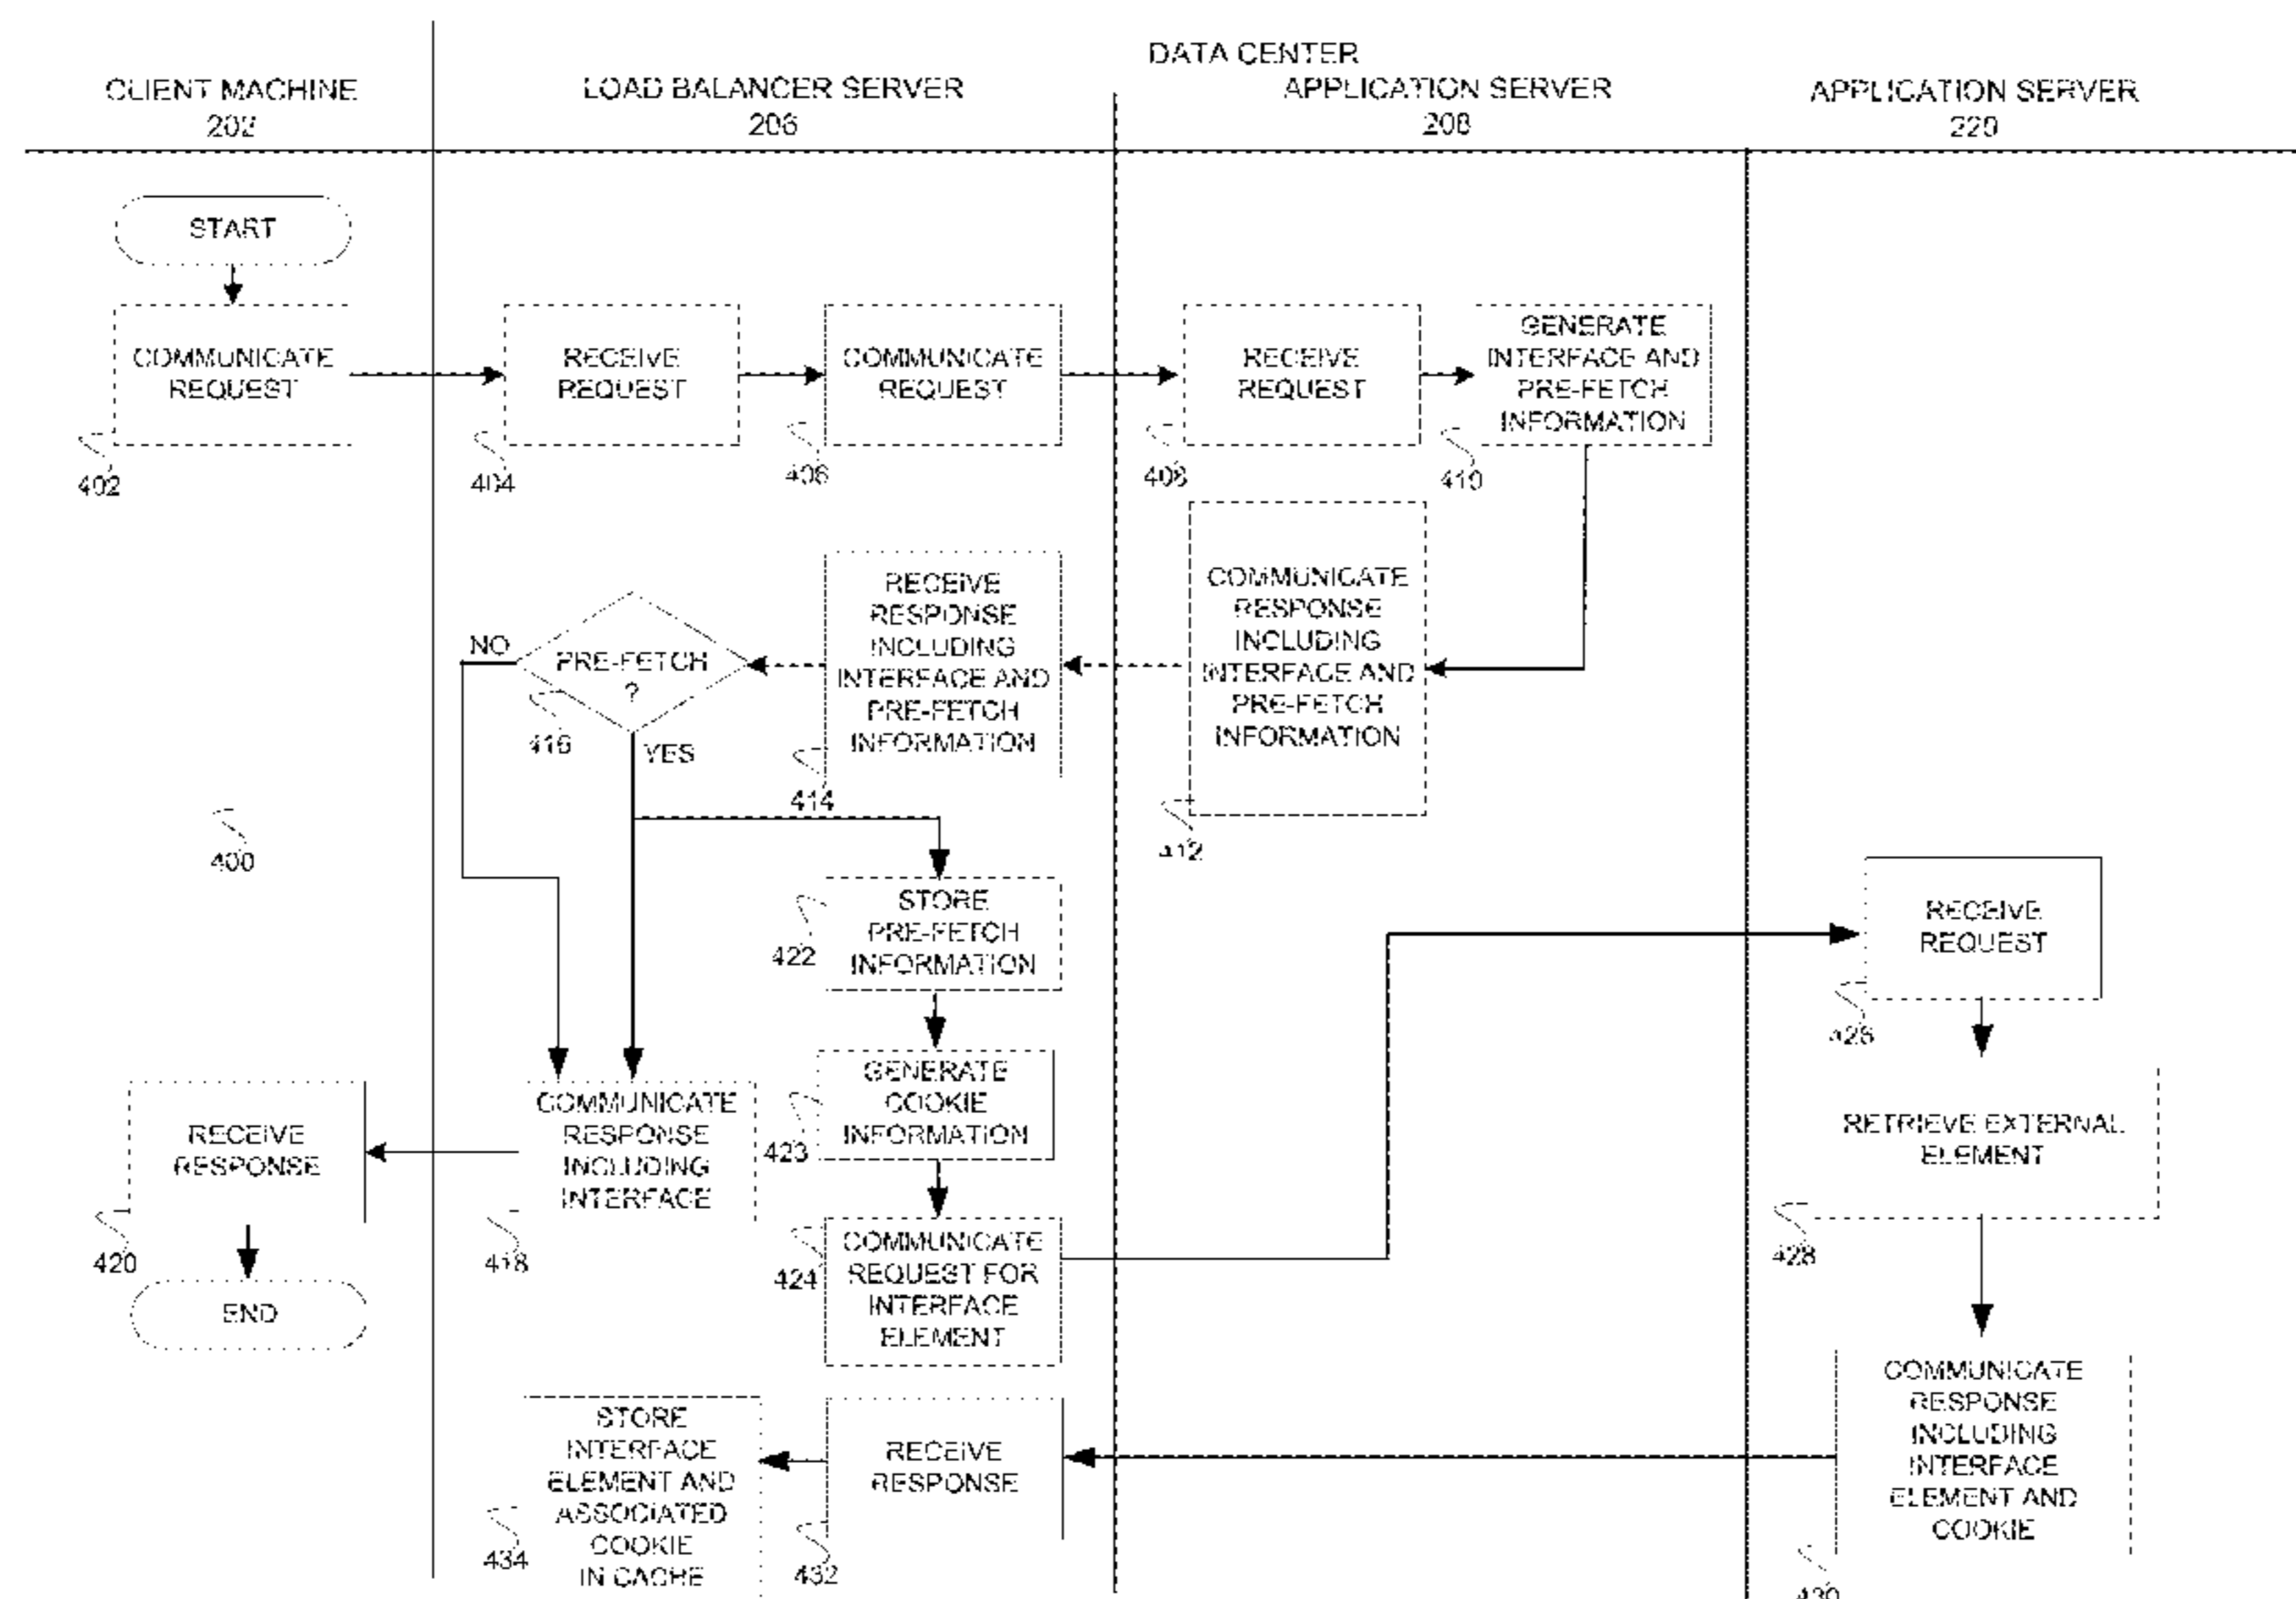 DATA CENTER
CLIENT MACHINE
202
LOAD BALANCER SERVER
206
APPLICATION SERVER
208
APPLICATION SERVER
220
START
COMMUNICATE
REQUEST
402
RECEIVE
REQUEST
404
COMMUNICATE
REQUEST
406
RECEIVE
REQUEST
408
GENERATE
INTERFACE AND
PRE-FETCH
INFORMATION
410
COMMUNICATE
RESPONSE
INCLUDING
INTERFACE AND
PRE-FETCH
INFORMATION
412
RECEIVE
RESPONSE
INCLUDING
INTERFACE AND
PRE-FETCH
INFORMATION
414
NO
PRE-FETCH
?
416
YES
400
STORE
PRE-FETCH
INFORMATION
422
GENERATE
COOKIE
INFORMATION
423
COMMUNICATE
REQUEST FOR
INTERFACE
ELEMENT
424
RECEIVE
REQUEST
426
RETRIEVE EXTERNAL
ELEMENT
428
COMMUNICATE
RESPONSE
INCLUDING
INTERFACE
ELEMENT AND
COOKIE
430
COMMUNICATE
RESPONSE
INCLUDING
INTERFACE
418
RECEIVE
RESPONSE
420
END
RECEIVE
RESPONSE
432
STORE
INTERFACE
ELEMENT AND
ASSOCIATED
COOKIE
IN CACHE
434